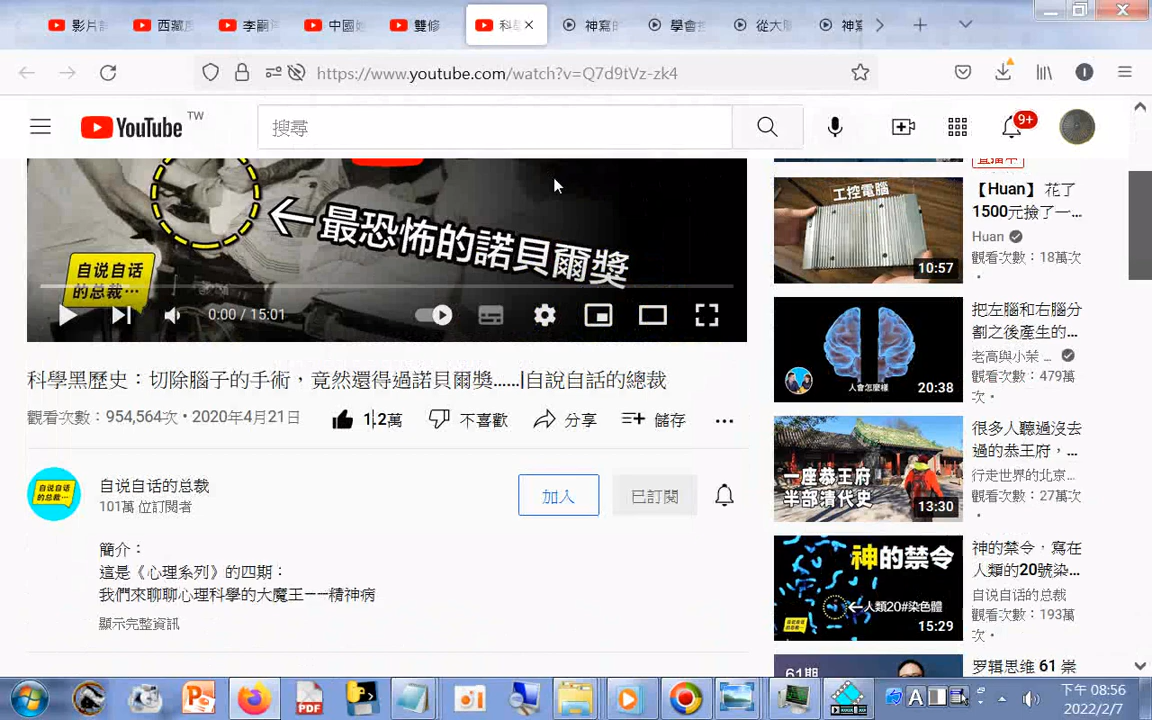 影片
西藏
李嗣
中國
雙修
科
神寫
學會
從大
神寫
https://www.youtube.com/watch?v=Q7d9tVz-zk4
YouTube TW
搜尋
9+
最恐怖的諾貝爾獎
自说自话
的总裁…
0:00 / 15:01
科學黑歷史：切除腦子的手術，竟然還得過諾貝爾獎......|自說自話的總裁
觀看次數：954,564次 • 2020年4月21日
1.2萬
不喜歡
分享
儲存
自说自话的总裁
101萬 位訂閱者
加入
已訂閱
簡介：
這是《心理系列》的四期：
我們來聊聊心理科學的大魔王——精神病
顯示完整資訊
直播中
工控電腦
10:57
【Huan】 花了
1500元撿了一...
Huan
觀看次數：18萬次
人會怎麼樣
20:38
把左腦和右腦分
割之後產生的...
老高與小茉 ...
觀看次數：479萬
次 •
一座恭王府
半部清代史
13:30
很多人聽過沒去
過的恭王府，...
行走世界的北京...
觀看次數：27萬次
神的禁令
人類20#染色體
15:29
神的禁令，寫在
人類的20號染...
自说自话的总裁
觀看次數：193萬
次 •
61期
罗辑思维 61 崇
下午 08:56
2022/2/7